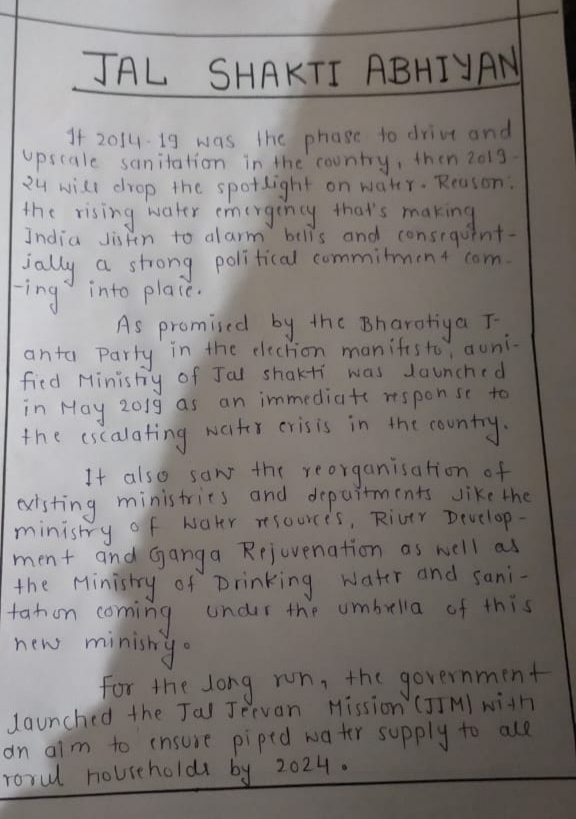 JAL SHAKTI ABHIYAN
If 2014-19 was the phase to drive and
upscale sanitation in the country, then 2019-
24 will drop the spotlight on water. Reason:
the rising water emergency that's making
India listen to alarm bells and consequent-
ially a strong political commitment com-
-ing into place.
As promised by the Bharatiya J-
anta Party in the election manifesto, a uni-
fied Ministry of Jal shakti was launched
in May 2019 as an immediate response to
the escalating water crisis in the country.
It also saw the reorganisation of
existing ministries and departments like the
ministry of Water resources, River Develop-
ment and Ganga Rejuvenation as well as
the Ministry of Drinking Water and Sani-
tation coming under the umbrella of this
new ministry.
For the long run, the government
launched the Jal Jeevan Mission (JJM) with
an aim to ensure piped water supply to all
rorul Households by 2024.